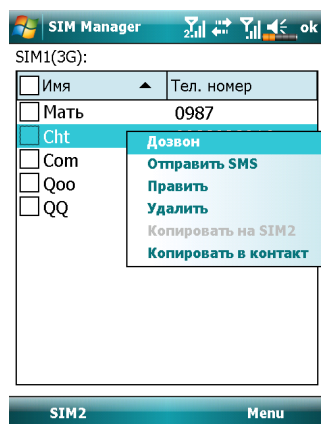 SIM Manager ok
SIM1(3G):
Имя Тел. номер
Мать 0987
Cht
Дозвон
Com
Отправить SMS
Править
Qoo
Удалить
QQ
Копировать на SIM2
Копировать в контакт
SIM2 Menu